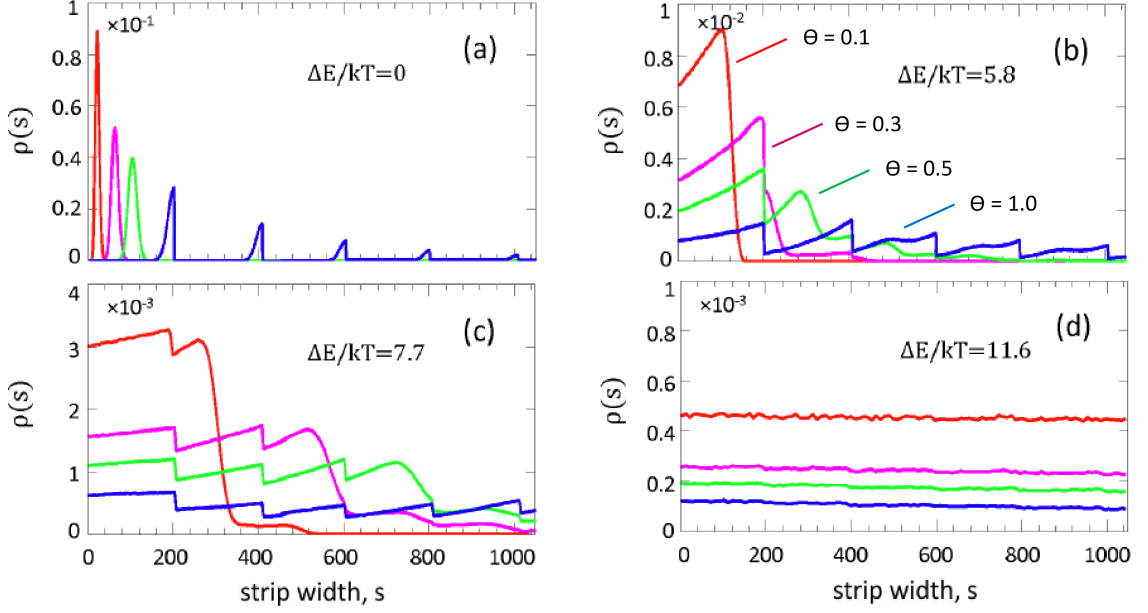 ×10⁻¹
(a)
ΔE/kT=0
1
0.8
0.6
0.4
0.2
0
ρ(s)
×10⁻²
(b)
ΔE/kT=5.8
Ɵ = 0.1
Ɵ = 0.3
Ɵ = 0.5
Ɵ = 1.0
1
0.8
0.6
0.4
0.2
0
ρ(s)
×10⁻³
(c)
ΔE/kT=7.7
4
3
2
1
0
ρ(s)
0 200 400 600 800 1000
strip width, s
×10⁻³
(d)
ΔE/kT=11.6
1
0.8
0.6
0.4
0.2
0
ρ(s)
0 200 400 600 800 1000
strip width, s